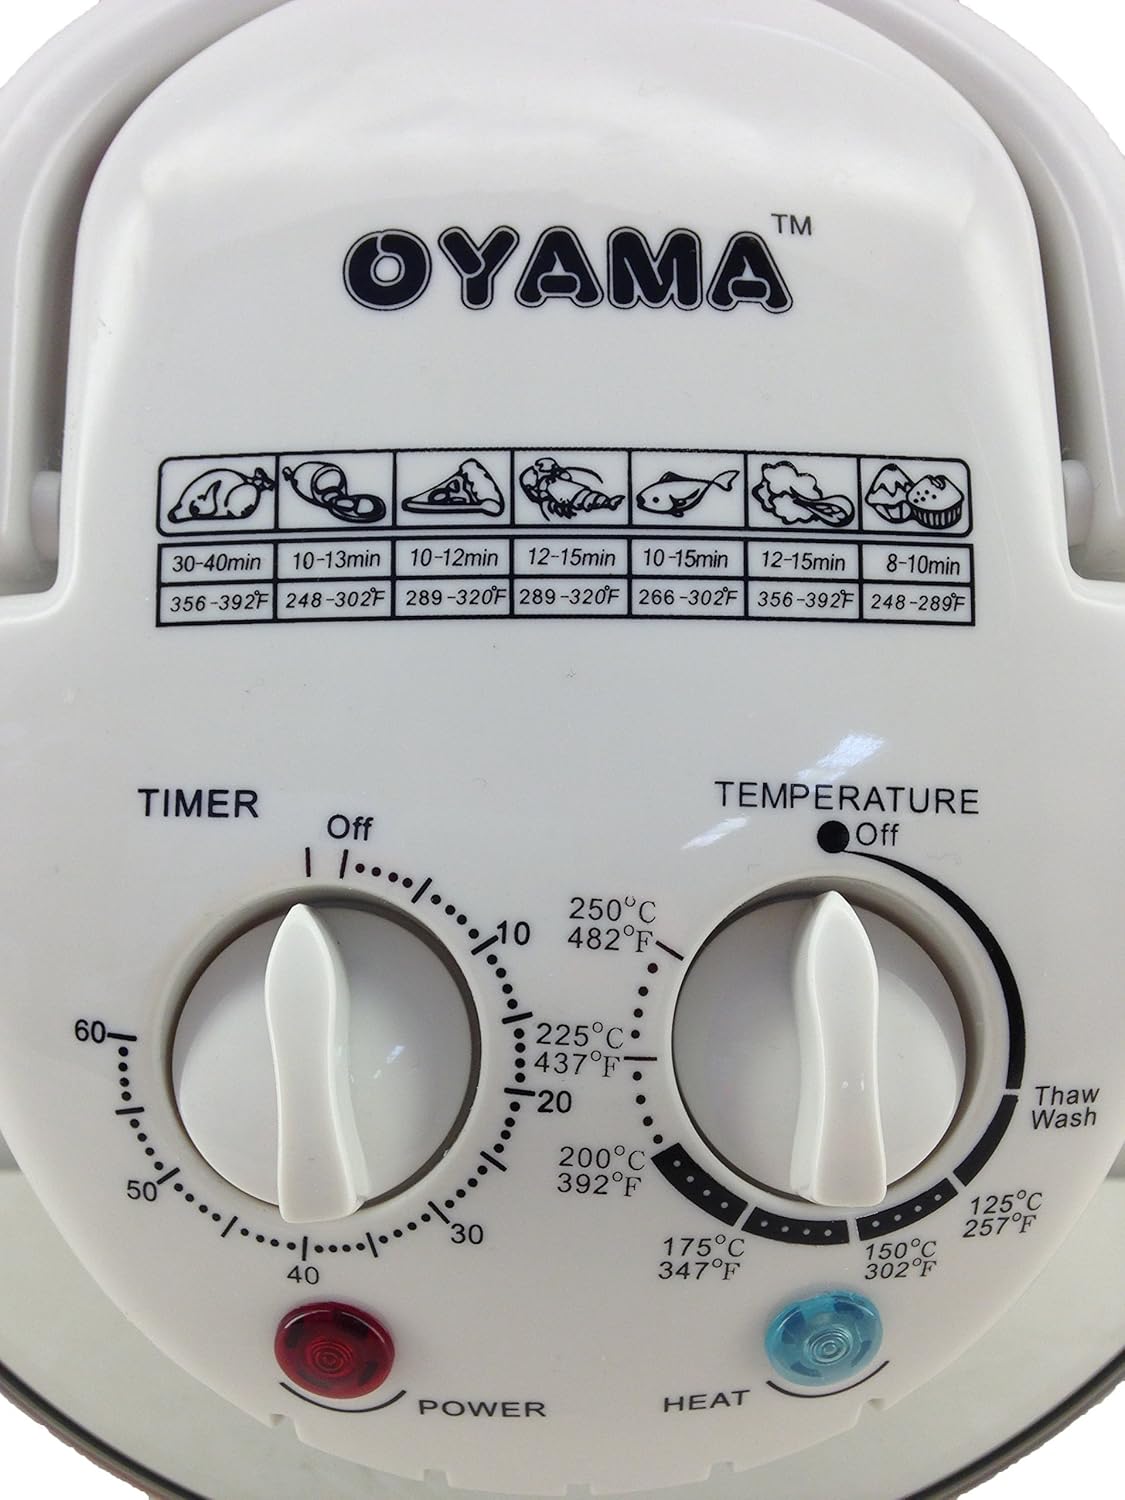 OYAMA™
30-40min 10-13min 10-12min 12-15min 10-15min 12-15min 8-10min
356-392°F 248-302°F 289-320°F 289-320°F 266-302°F 356-392°F 248-289°F
TIMER
Off
10
20
30
40
50
60
TEMPERATURE
Off
Thaw
Wash
125°C
257°F
150°C
302°F
175°C
347°F
200°C
392°F
225°C
437°F
250°C
482°F
POWER
HEAT